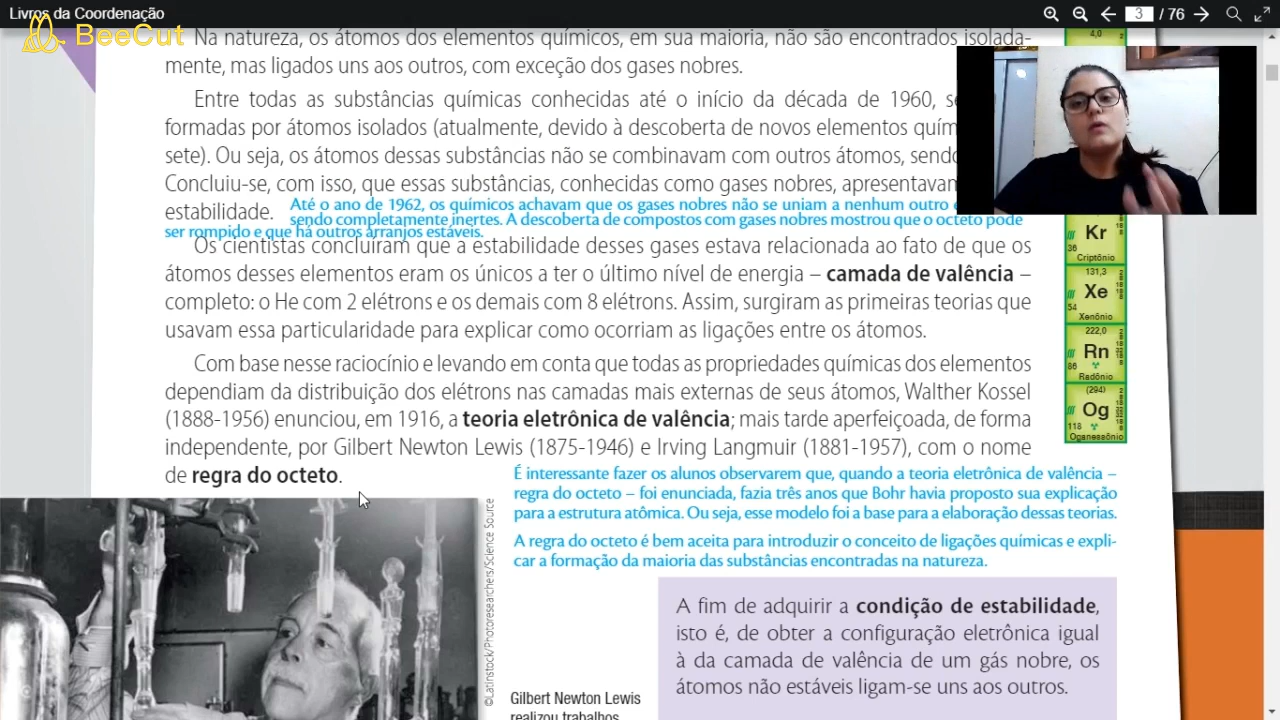 Livros da Coordenação
3 / 76
BeeCut
Na natureza, os átomos dos elementos químicos, em sua maioria, não são encontrados isolada-
mente, mas ligados uns aos outros, com exceção dos gases nobres.
Entre todas as substâncias químicas conhecidas até o início da década de 1960,
formadas por átomos isolados (atualmente, devido à descoberta de novos elementos
sete). Ou seja, os átomos dessas substâncias não se combinavam com outros átomos,
Concluiu-se, com isso, que essas substâncias, conhecidas como gases nobres,
estabilidade.
Até o ano de 1962, os químicos achavam que os gases nobres não se uniam a nenhum outro
sendo completamente inertes. A descoberta de compostos com gases nobres mostrou que o octeto pode
ser rompido e que há outros arranjos estáveis.
Os cientistas concluíram que a estabilidade desses gases estava relacionada ao fato de que os
átomos desses elementos eram os únicos a ter o último nível de energia – camada de valência –
completo: o He com 2 elétrons e os demais com 8 elétrons. Assim, surgiram as primeiras teorias que
usavam essa particularidade para explicar como ocorriam as ligações entre os átomos.
Com base nesse raciocínio e levando em conta que todas as propriedades químicas dos elementos
dependiam da distribuição dos elétrons nas camadas mais externas de seus átomos, Walther Kossel
(1888-1956) enunciou, em 1916, a teoria eletrônica de valência; mais tarde aperfeiçoada, de forma
independente, por Gilbert Newton Lewis (1875-1946) e Irving Langmuir (1881-1957), com o nome
de regra do octeto.
4,0
2
Kr
36
Criptônio
131,3
Xe
54
Xenônio
222,0
Rn
86
Radônio
(294)
Og
118
Oganessônio
É interessante fazer os alunos observarem que, quando a teoria eletrônica de valência –
regra do octeto – foi enunciada, fazia três anos que Bohr havia proposto sua explicação
para a estrutura atômica. Ou seja, esse modelo foi a base para a elaboração dessas teorias.
A regra do octeto é bem aceita para introduzir o conceito de ligações químicas e expli-
car a formação da maioria das substâncias encontradas na natureza.
A fim de adquirir a condição de estabilidade,
isto é, de obter a configuração eletrônica igual
à da camada de valência de um gás nobre, os
átomos não estáveis ligam-se uns aos outros.
©Latinstock/Photoresearchers/Science Source
Gilbert Newton Lewis
realizou trabalhos